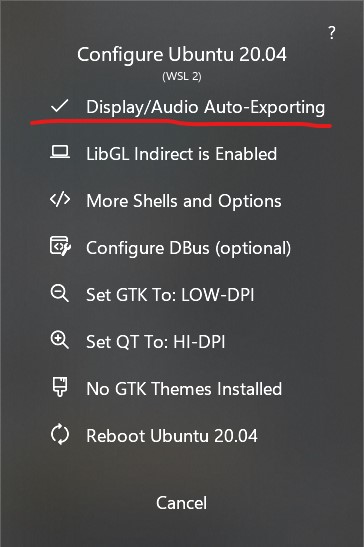 ?
Configure Ubuntu 20.04
(WSL 2)
Display/Audio Auto-Exporting
LibGL Indirect is Enabled
More Shells and Options
Configure DBus (optional)
Set GTK To: LOW-DPI
Set QT To: HI-DPI
No GTK Themes Installed
Reboot Ubuntu 20.04
Cancel